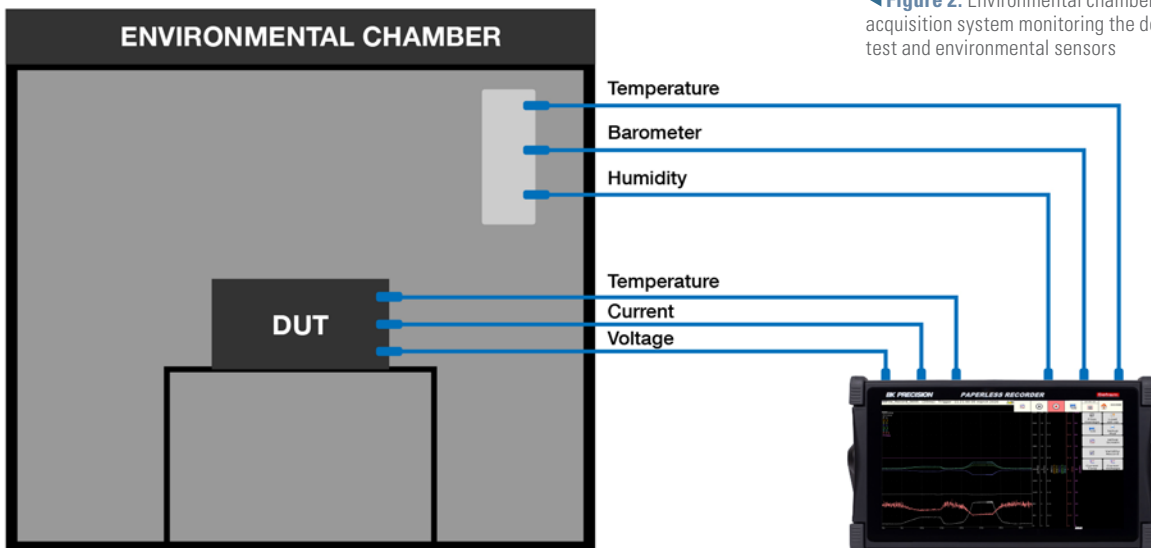 ◄Figure 2. Environmental chamber
acquisition system monitoring the d
test and environmental sensors
ENVIRONMENTAL CHAMBER
Temperature
Barometer
Humidity
Temperature
Current
Voltage
DUT
BK PRECISION PAPERLESS RECORDER